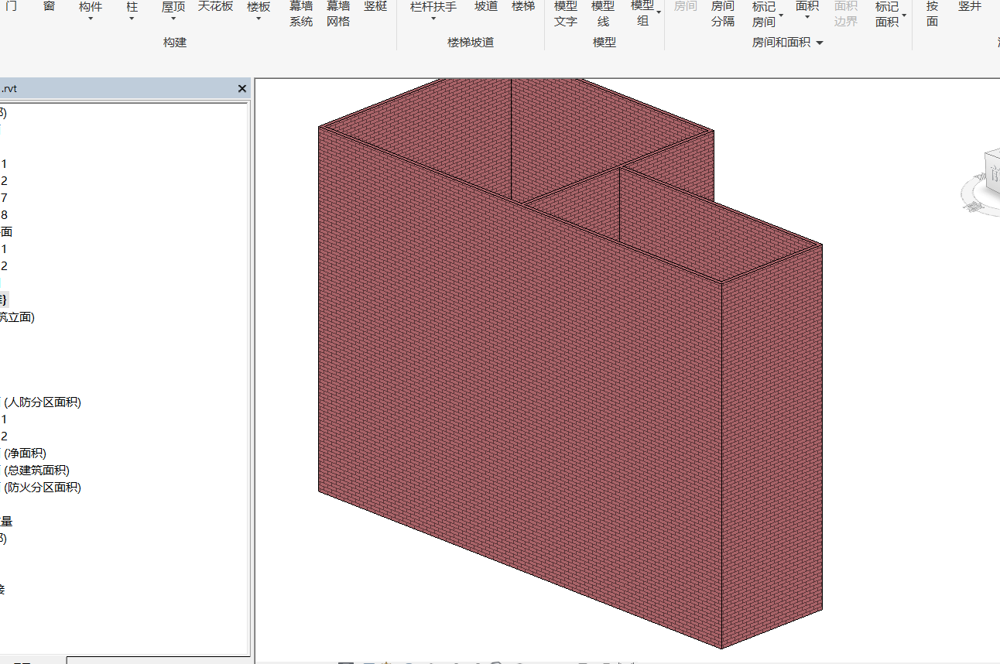 门 窗 构件 柱 屋顶 天花板 楼板 幕墙 幕墙 竖梃 栏杆扶手 坡道 楼梯 模型 模型 模型 房间 房间 标记 面积 面积 标记 按 竖井
系统 网格 文字 线 组 分隔 房间 边界 面积 面
构建 楼梯坡道 模型 房间和面积
.rvt
1
2
7
8
面
1
2
筑立面)
(人防分区面积)
1
2
(净面积)
(总建筑面积)
(防火分区面积)
量
接